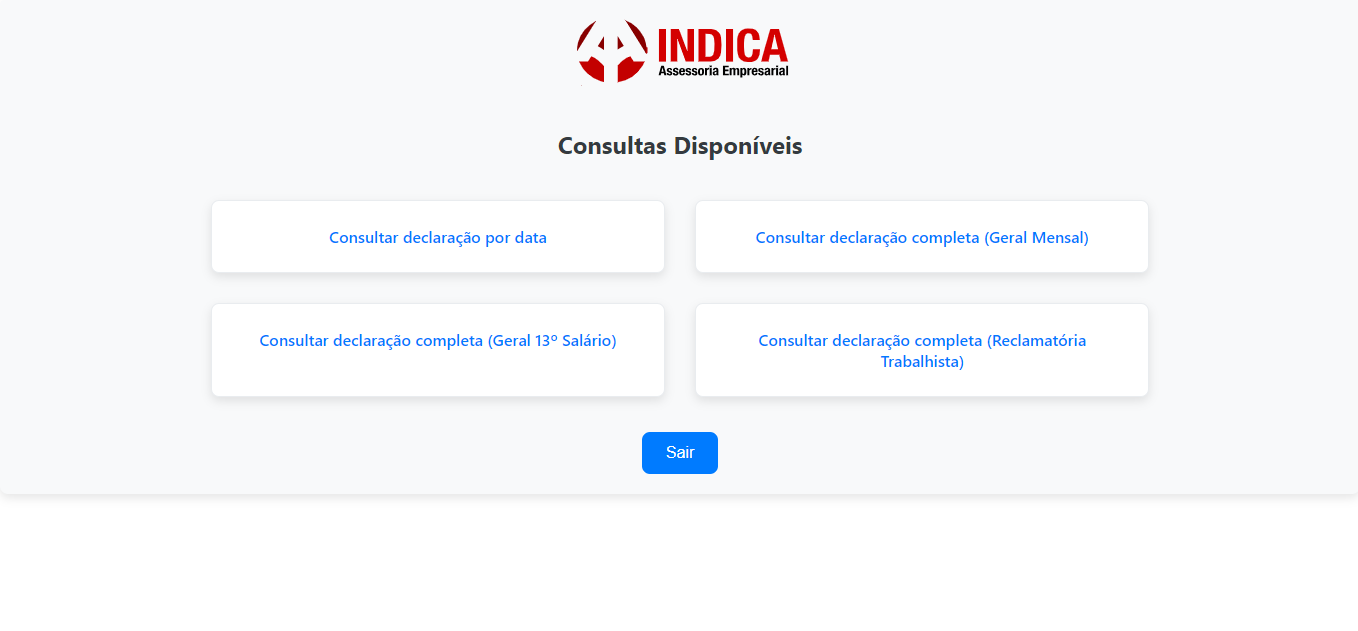 INDICA
Assessoria Empresarial
Consultas Disponíveis
Consultar declaração por data
Consultar declaração completa (Geral Mensal)
Consultar declaração completa (Geral 13º Salário)
Consultar declaração completa (Reclamatória
Trabalhista)
Sair